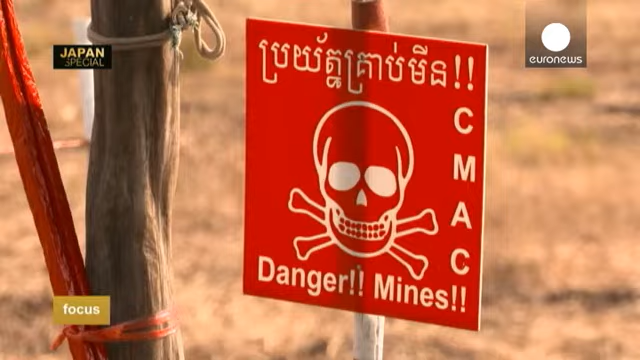 JAPAN
SPECIAL
euronews
ប្រយ័ត្នគ្រាប់មីន!!
CMAC
Danger!! Mines!!
focus